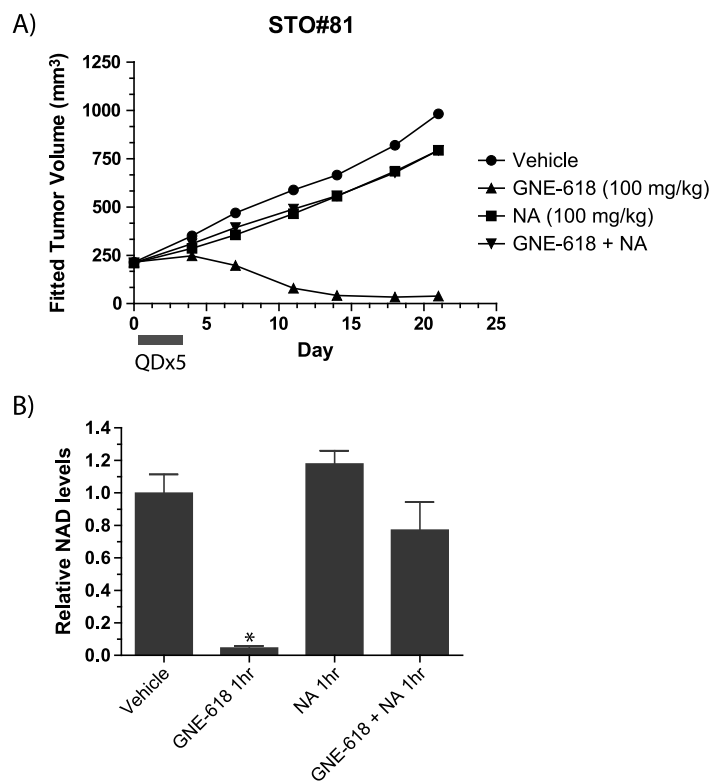 A)
STO#81
Fitted Tumor Volume (mm³)
1250
1000
750
500
250
0
0 5 10 15 20 25
Day
QDx5
Vehicle
GNE-618 (100 mg/kg)
NA (100 mg/kg)
GNE-618 + NA
B)
Relative NAD levels
1.4
1.2
1.0
0.8
0.6
0.4
0.2
0.0
*
Vehicle
GNE-618 1hr
NA 1hr
GNE-618 + NA 1hr